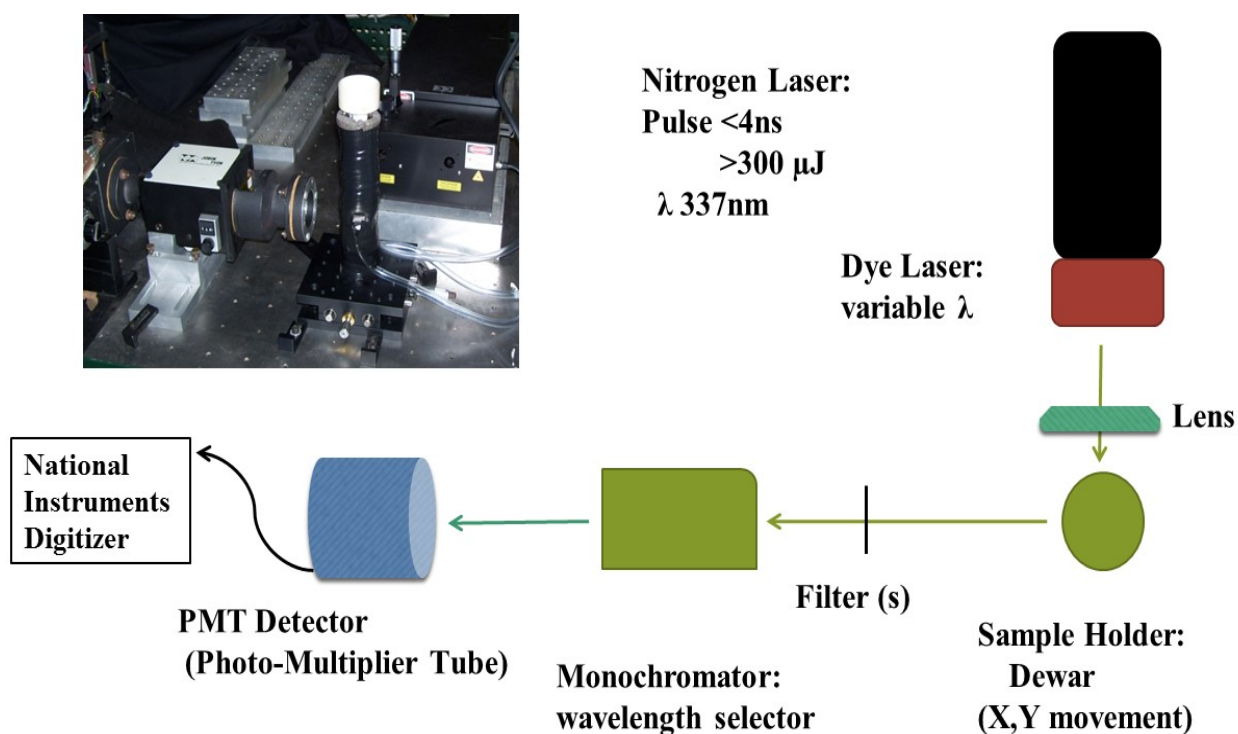 Nitrogen Laser:
Pulse <4ns
>300 μJ
λ 337nm
Dye Laser:
variable λ
Lens
National
Instruments
Digitizer
Filter (s)
PMT Detector
(Photo-Multiplier Tube)
Monochromator:
wavelength selector
Sample Holder:
Dewar
(X,Y movement)